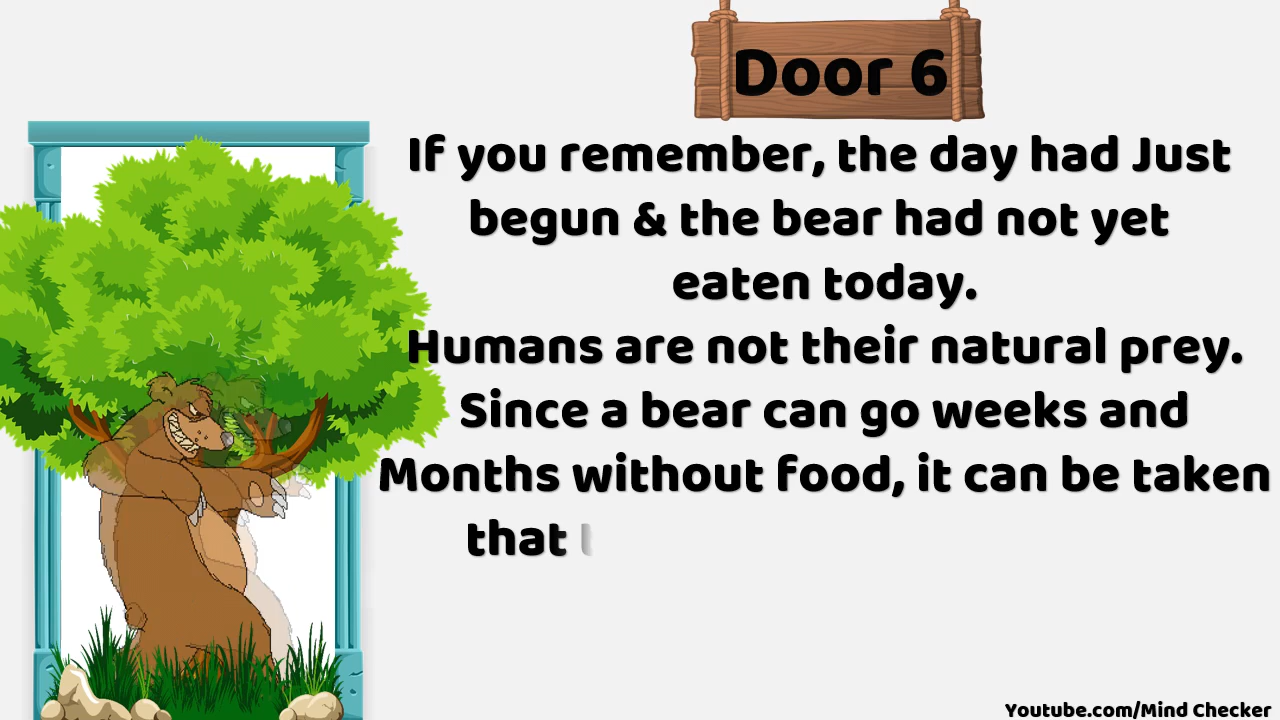 Door 6
If you remember, the day had Just
begun & the bear had not yet
eaten today.
Humans are not their natural prey.
Since a bear can go weeks and
Months without food, it can be taken
that
Youtube.com/Mind Checker